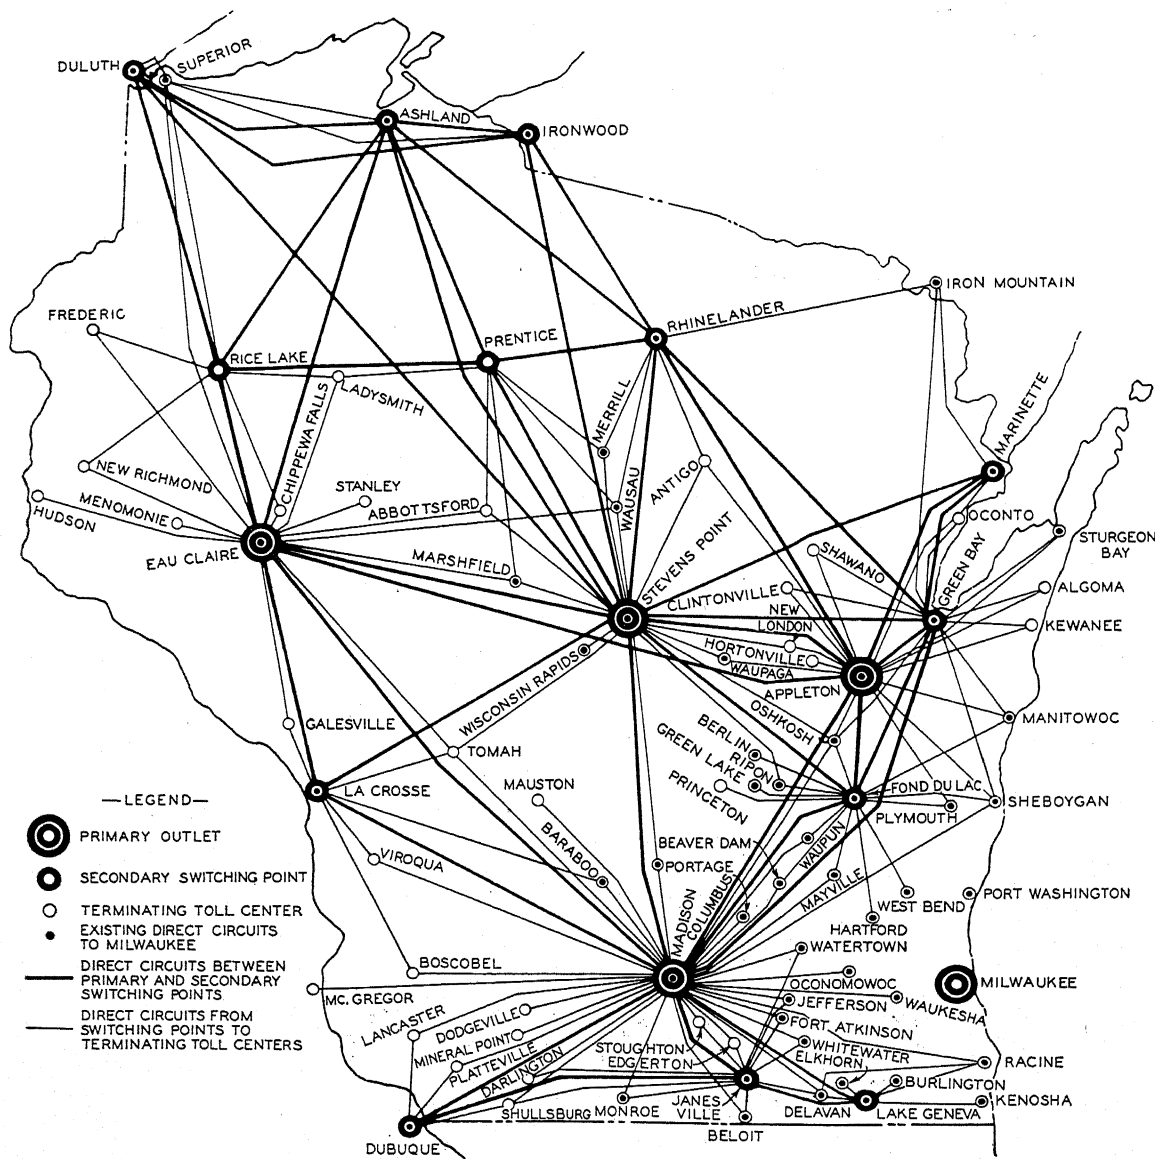 DULUTH
SUPERIOR
ASHLAND
IRONWOOD
IRON MOUNTAIN
RHINELANDER
FREDERIC
RICE LAKE
PRENTICE
LADYSMITH
CHIPPEWA FALLS
MERRILL
MARINETTE
NEW RICHMOND
HUDSON
MENOMONIE
STANLEY
ABBOTTSFORD
WAUSAU
ANTIGO
OCONTO
STURGEON
BAY
EAU CLAIRE
MARSHFIELD
STEVENS POINT
SHAWANO
GREEN BAY
CLINTONVILLE
ALGOMA
NEW
LONDON
KEWANEE
HORTONVILLE
WAUPAGA
APPLETON
WISCONSIN RAPIDS
OSHKOSH
MANITOWOC
GALESVILLE
TOMAH
BERLIN
RIPON
GREEN LAKE
PRINCETON
LA CROSSE
MAUSTON
FOND DU LAC
PLYMOUTH
SHEBOYGAN
BARABOO
BEAVER DAM
WAUPUN
VIROQUA
PORTAGE
MAYVILLE
COLUMBUS
MADISON
WEST BEND
PORT WASHINGTON
HARTFORD
WATERTOWN
BOSCOBEL
MC. GREGOR
OCONOMOWOC
MILWAUKEE
WAUKESHA
JEFFERSON
FORT ATKINSON
LANCASTER
DODGEVILLE
MINERAL POINT
PLATTEVILLE
DARLINGTON
STOUGHTON
EDGERTON
WHITEWATER
ELKHORN
RACINE
BURLINGTON
SHULLSBURG
MONROE
JANES
VILLE
DELAVAN
LAKE GENEVA
KENOSHA
BELOIT
DUBUQUE
—LEGEND—
PRIMARY OUTLET
SECONDARY SWITCHING POINT
TERMINATING TOLL CENTER
EXISTING DIRECT CIRCUITS
TO MILWAUKEE
DIRECT CIRCUITS BETWEEN
PRIMARY AND SECONDARY
SWITCHING POINTS
DIRECT CIRCUITS FROM
SWITCHING POINTS TO
TERMINATING TOLL CENTERS